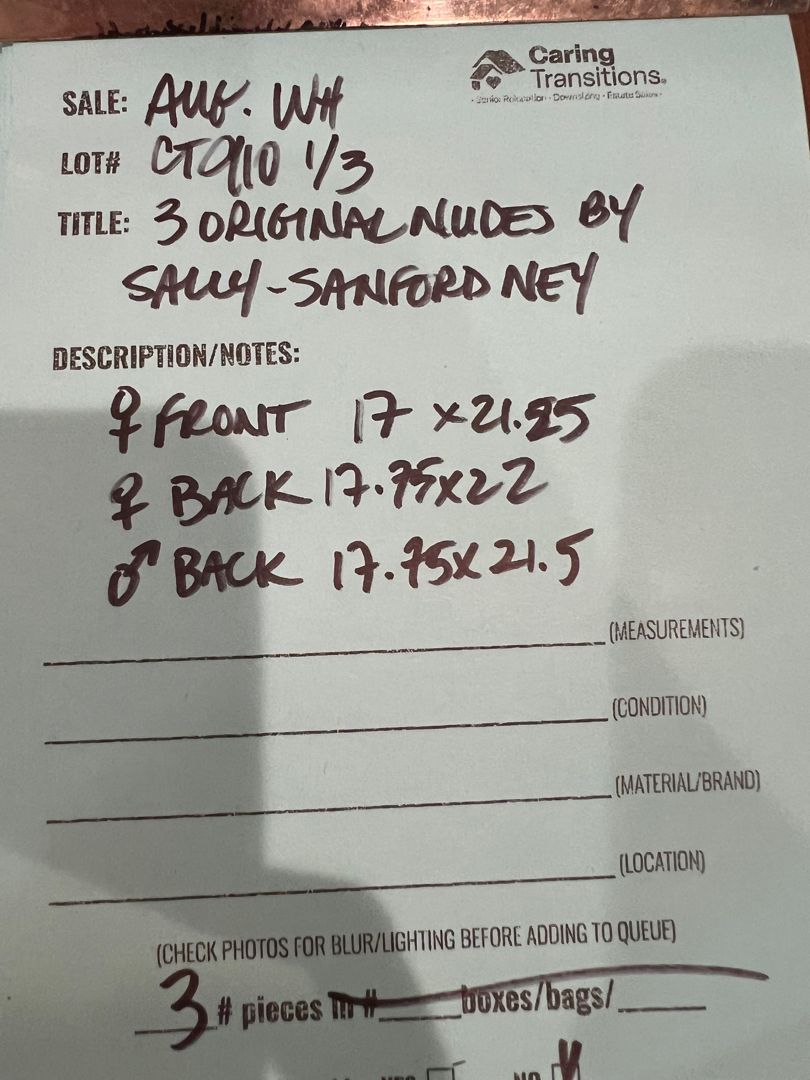 Caring
Transitions®
· Senior Relocation · Downsizing · Estate Sales ·
SALE: AUG. WH
LOT# CT910 1/3
TITLE: 3 ORIGINAL NUDES BY
SALLY-SANFORD NEY
DESCRIPTION/NOTES:
♀ FRONT 17 x 21.25
♀ BACK 17.75x22
♂ BACK 17.75x21.5
(MEASUREMENTS)
(CONDITION)
(MATERIAL/BRAND)
(LOCATION)
(CHECK PHOTOS FOR BLUR/LIGHTING BEFORE ADDING TO QUEUE)
3 # pieces in # boxes/bags/